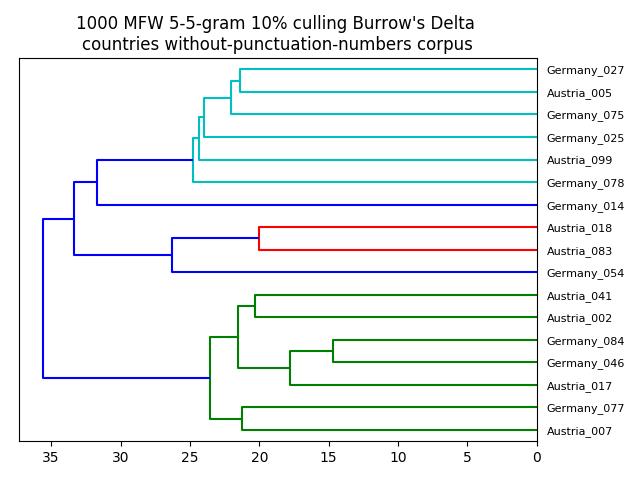 1000 MFW 5-5-gram 10% culling Burrow's Delta
countries without-punctuation-numbers corpus
Germany_027
Austria_005
Germany_075
Germany_025
Austria_099
Germany_078
Germany_014
Austria_018
Austria_083
Germany_054
Austria_041
Austria_002
Germany_084
Germany_046
Austria_017
Germany_077
Austria_007
35 30 25 20 15 10 5 0